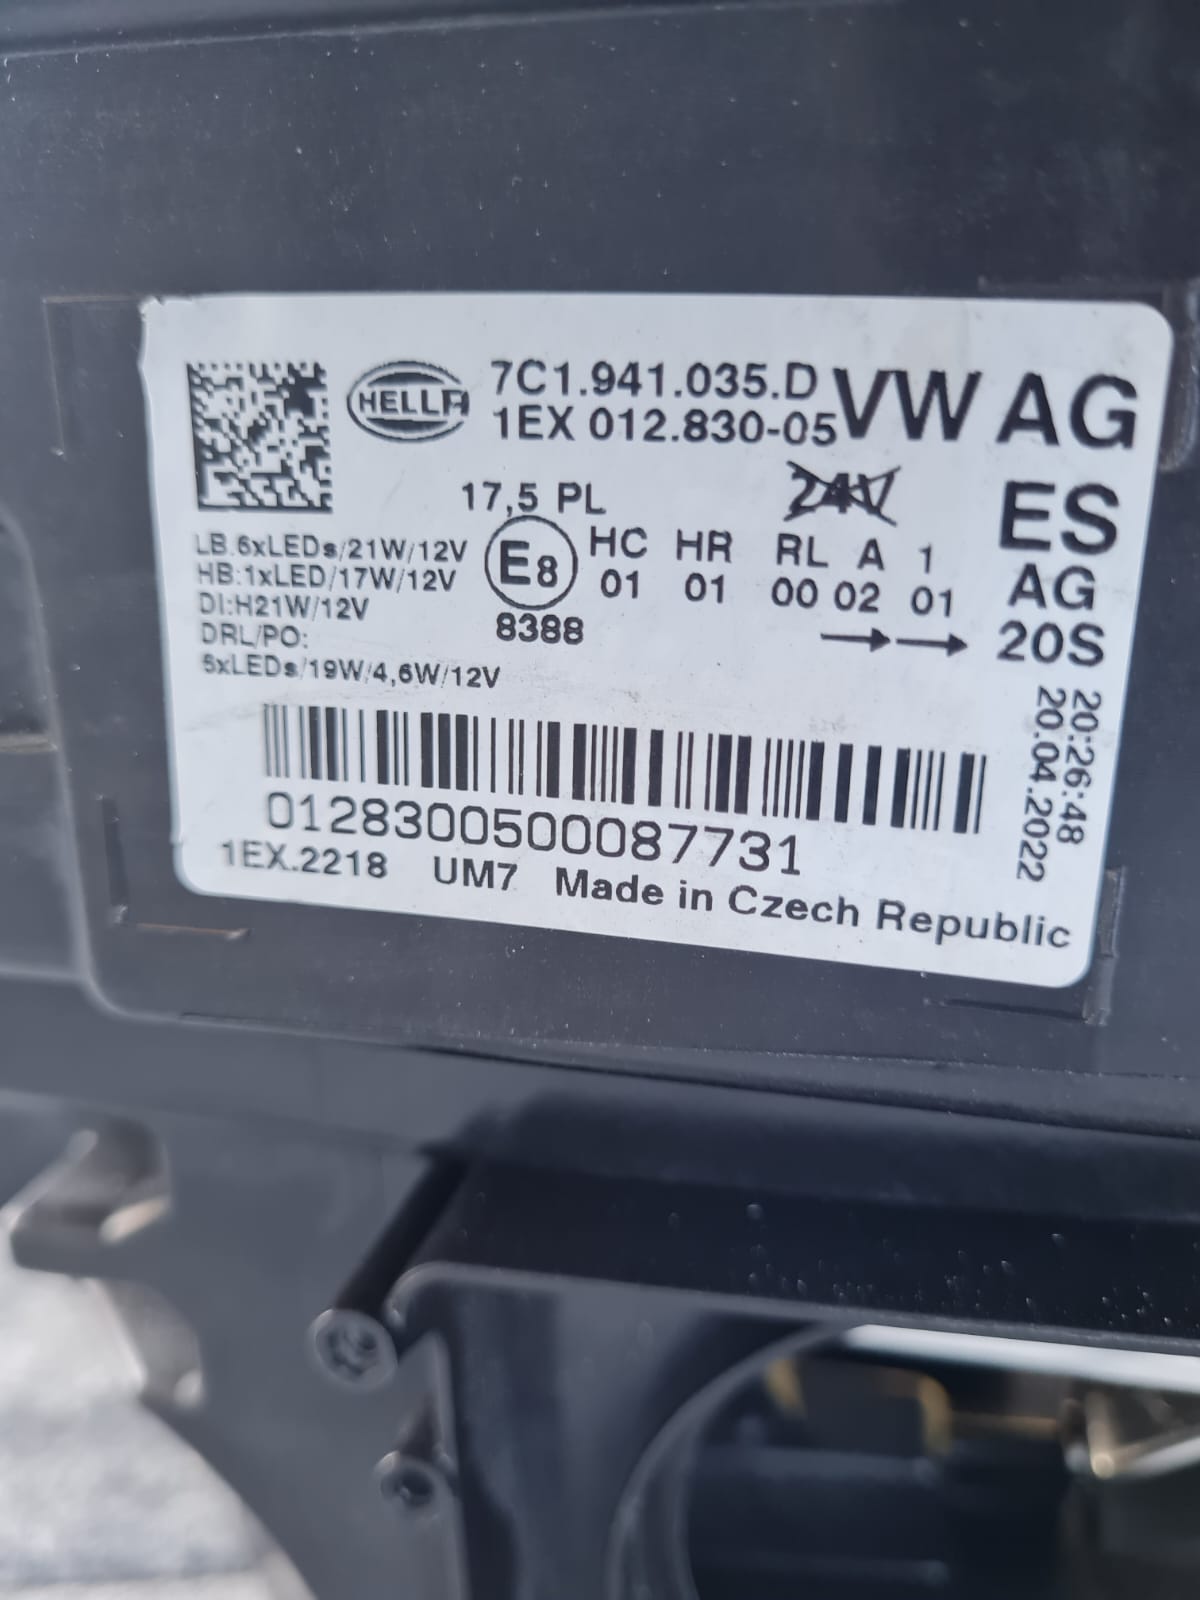 HELLA
7C1.941.035.D
1EX 012.830-05
VW AG
17,5 PL
24V
ES
LB.6xLEDs/21W/12V
HB:1xLED/17W/12V
DI:H21W/12V
DRL/PO:
5xLEDs/19W/4,6W/12V
E8
8388
HC HR RL A 1
01 01 00 02 01
AG
20S
20:26:48
20.04.2022
0128300500087731
1EX.2218 UM7 Made in Czech Republic